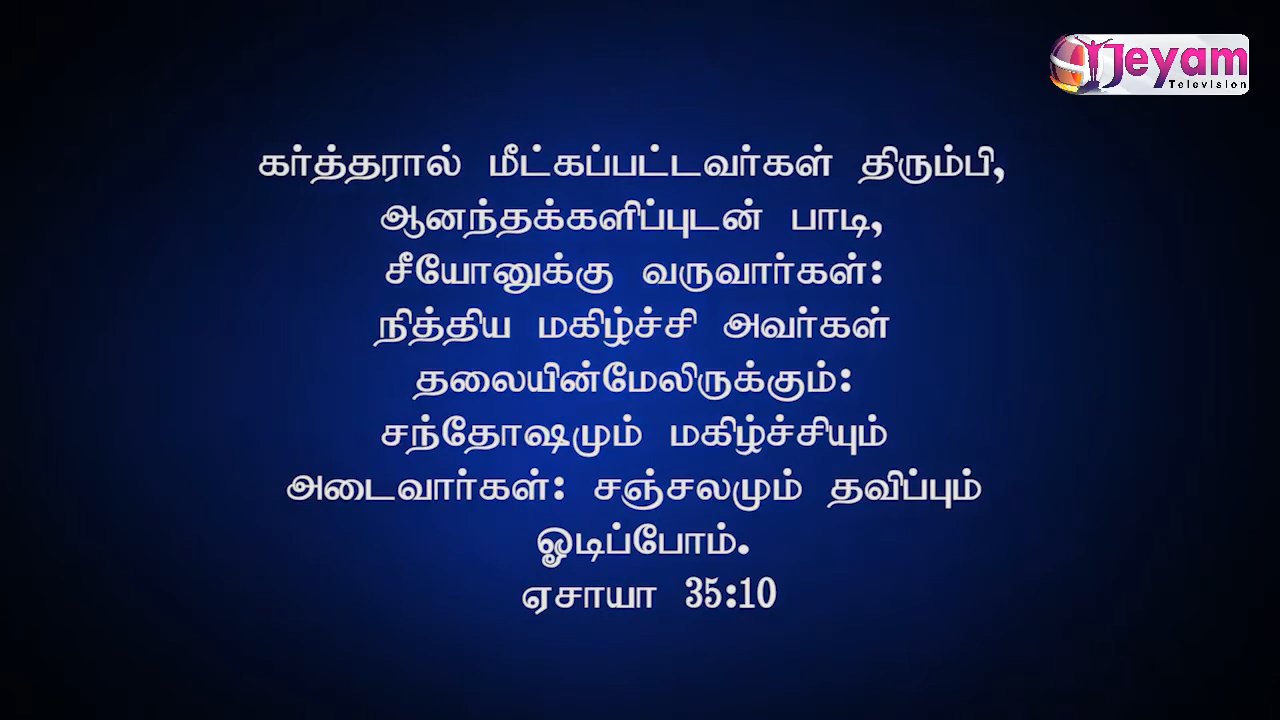 Jeyam
Television
கர்த்தரால் மீட்கப்பட்டவர்கள் திரும்பி,
ஆனந்தக்களிப்புடன் பாடி,
சீயோனுக்கு வருவார்கள்:
நித்திய மகிழ்ச்சி அவர்கள்
தலையின்மேலிருக்கும்:
சந்தோஷமும் மகிழ்ச்சியும்
அடைவார்கள்: சஞ்சலமும் தவிப்பும்
ஓடிப்போம்.
ஏசாயா 35:10